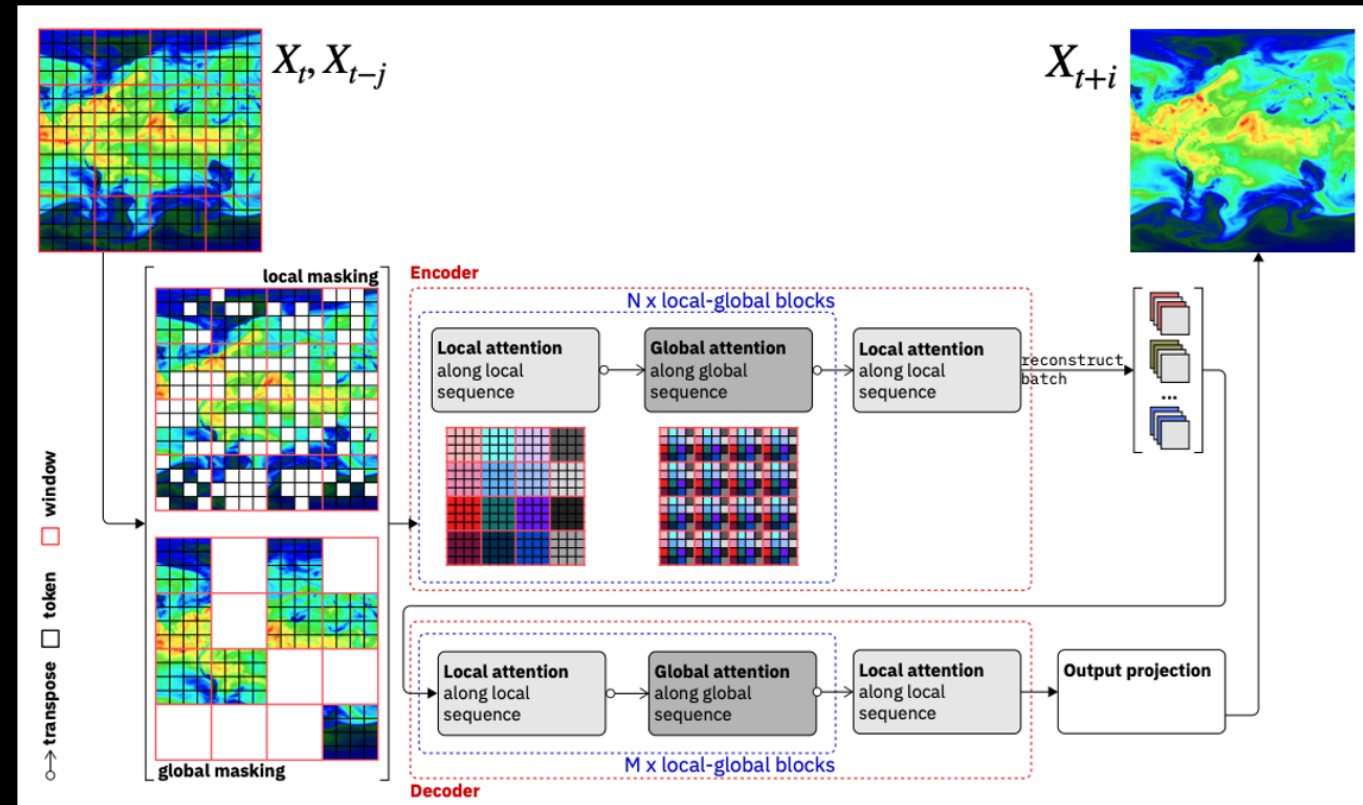 X_t, X_{t−j}
X_{t+i}
local masking
global masking
transpose token window
Encoder
N x local-global blocks
Local attention
along local
sequence
Global attention
along global
sequence
Local attention
along local
sequence
reconstruct
batch
...
Local attention
along local
sequence
Global attention
along global
sequence
Local attention
along local
sequence
Output projection
M x local-global blocks
Decoder